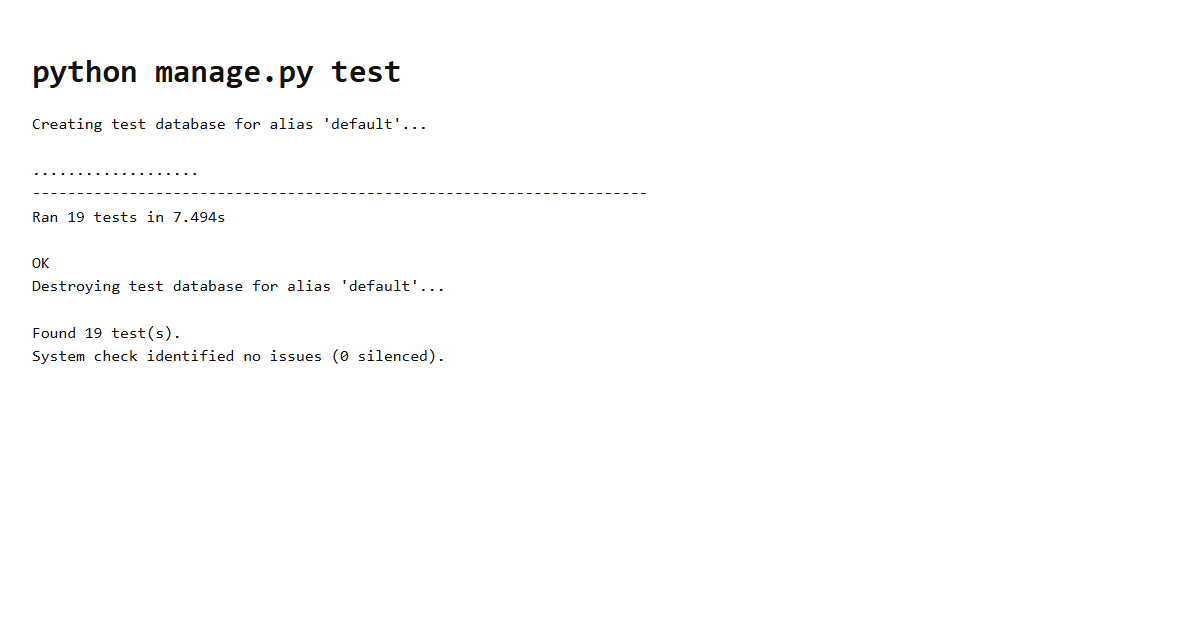 python manage.py test
Creating test database for alias 'default'...
...................
----------------------------------------------------------------------
Ran 19 tests in 7.494s
OK
Destroying test database for alias 'default'...
Found 19 test(s).
System check identified no issues (0 silenced).